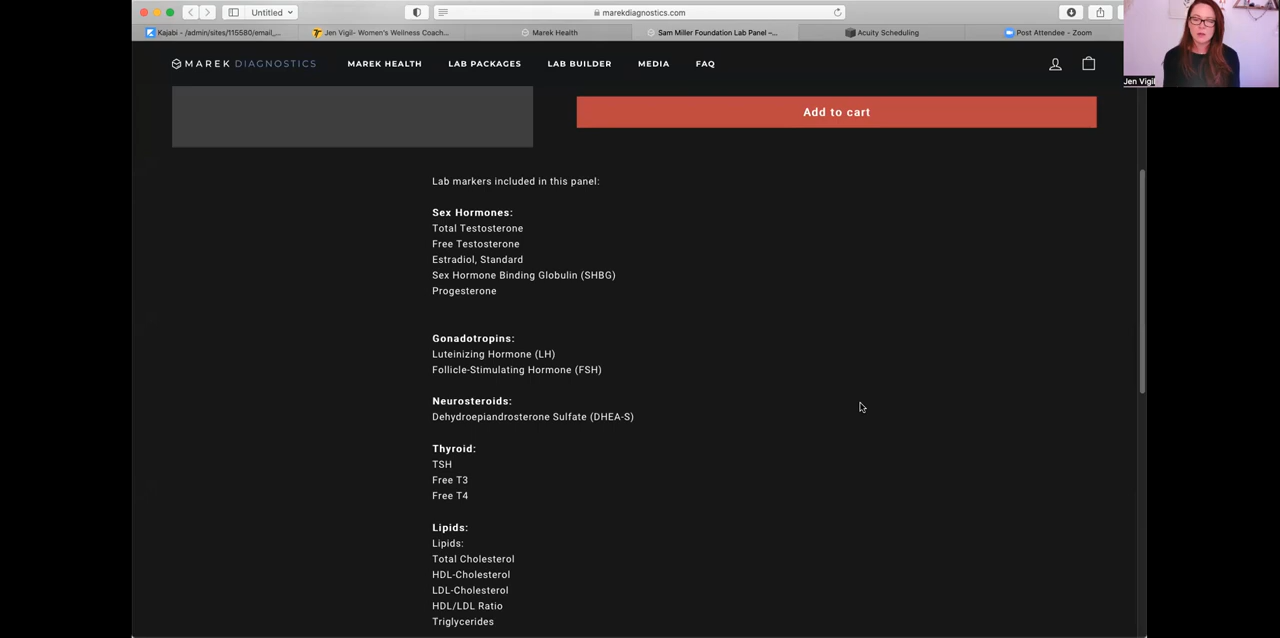 Untitled
marekdiagnostics.com
Kajabi - /admin/sites/115580/email_...
Jen Vigil- Women's Wellness Coach...
Marek Health
Sam Miller Foundation Lab Panel –...
Acuity Scheduling
Post Attendee - Zoom
Jen Vigil
MAREK DIAGNOSTICS
MAREK HEALTH
LAB PACKAGES
LAB BUILDER
MEDIA
FAQ
Add to cart
Lab markers included in this panel:
Sex Hormones:
Total Testosterone
Free Testosterone
Estradiol, Standard
Sex Hormone Binding Globulin (SHBG)
Progesterone
Gonadotropins:
Luteinizing Hormone (LH)
Follicle-Stimulating Hormone (FSH)
Neurosteroids:
Dehydroepiandrosterone Sulfate (DHEA-S)
Thyroid:
TSH
Free T3
Free T4
Lipids:
Lipids:
Total Cholesterol
HDL-Cholesterol
LDL-Cholesterol
HDL/LDL Ratio
Triglycerides